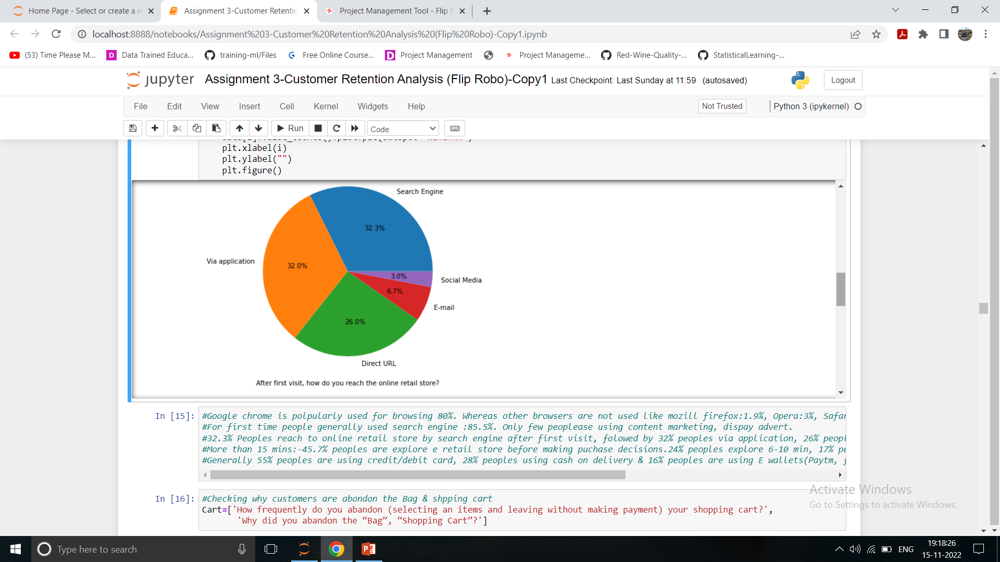 Home Page - Select or create a n
Assignment 3-Customer Retentio
Project Management Tool - Flip R
localhost:8888/notebooks/Assignment%203-Customer%20Retention%20Analysis%20(Flip%20Robo)-Copy1.ipynb
(53) Time Please M...
Data Trained Educa...
training-ml/Files
Free Online Course...
Project Management
Project Manageme...
Red-Wine-Quality-...
StatisticalLearning-...
jupyter Assignment 3-Customer Retention Analysis (Flip Robo)-Copy1 Last Checkpoint: Last Sunday at 11:59 (autosaved)
Logout
File Edit View Insert Cell Kernel Widgets Help
Not Trusted
Python 3 (ipykernel)
Run
Code
plt.xlabel(i)
plt.ylabel("")
plt.figure()
Search Engine
32.3%
Via application
32.0%
3.0%
Social Media
6.7%
E-mail
26.0%
Direct URL
After first visit, how do you reach the online retail store?
In [15]: #Google chrome is polpularly used for browsing 80%. Whereas other browsers are not used like mozill firefox:1.9%, Opera:3%, Safar
#For first time people generally used search engine :85.5%. Only few peoplease using content marketing, dispay advert.
#32.3% Peoples reach to online retail store by search engine after first visit, folowed by 32% peoples via application, 26% peopl
#More than 15 mins:-45.7% peoples are explore e retail store before making puchase decisions.24% peoples explore 6-10 min, 17% pe
#Generally 55% peoples are using credit/debit card, 28% peoples using cash on delivery & 16% peoples are using E wallets(Paytm,
In [16]: #Checking why customers are abondon the Bag & shpping cart
Cart=['How frequently do you abandon (selecting an items and leaving without making payment) your shopping cart?',
'Why did you abandon the “Bag”, “Shopping Cart”?']
Activate Windows
Go to Settings to activate Windows.
Type here to search
ENG
19:18:26
15-11-2022